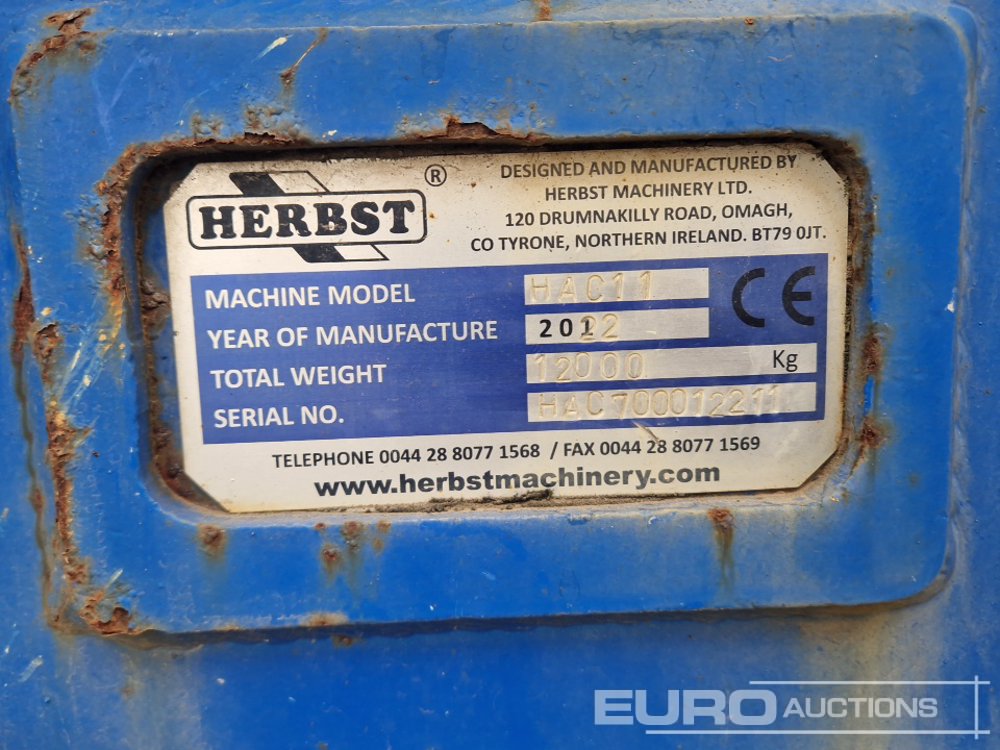 HERBST ®
DESIGNED AND MANUFACTURED BY
HERBST MACHINERY LTD.
120 DRUMNAKILLY ROAD, OMAGH,
CO TYRONE, NORTHERN IRELAND. BT79 0JT.
MACHINE MODEL HAC11
YEAR OF MANUFACTURE
TOTAL WEIGHT 12000 Kg
SERIAL NO. HAC700012211
CE
TELEPHONE 0044 28 8077 1568 / FAX 0044 28 8077 1569
www.herbstmachinery.com
EURO AUCTIONS